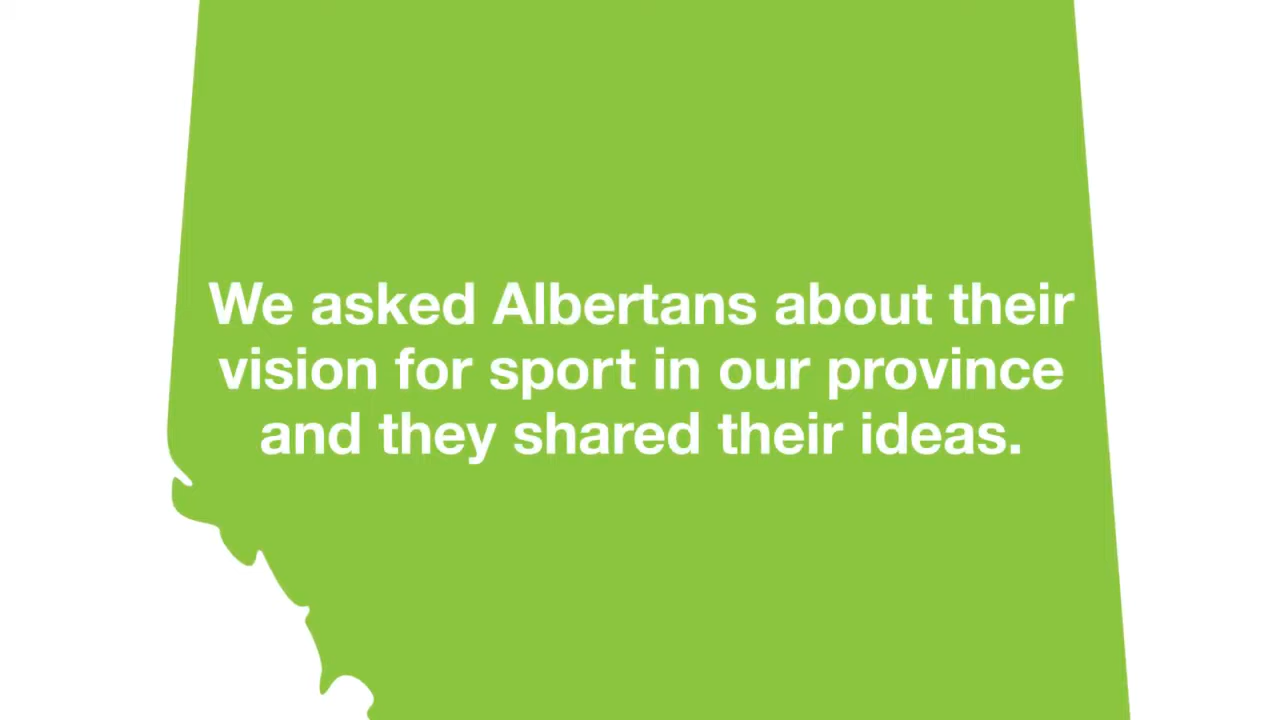 We asked Albertans about their
vision for sport in our province
and they shared their ideas.